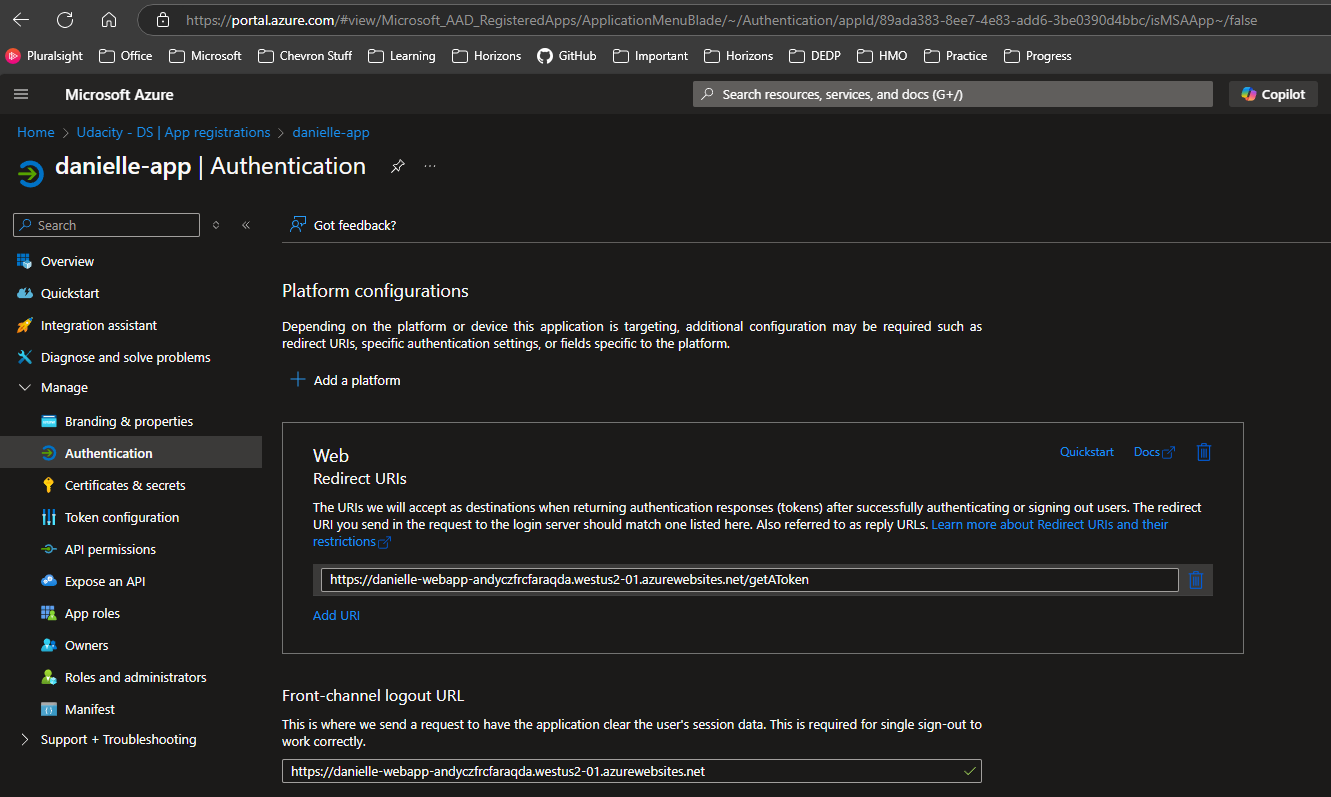 https://portal.azure.com/#view/Microsoft_AAD_RegisteredApps/ApplicationMenuBlade/~/Authentication/appId/89ada383-8ee7-4e83-add6-3be0390d4bbc/isMSAApp~/false
Pluralsight Office Microsoft Chevron Stuff Learning Horizons GitHub Important Horizons DEDP HMO Practice Progress
Microsoft Azure
Search resources, services, and docs (G+/)
Copilot
Home > Udacity - DS | App registrations > danielle-app
danielle-app | Authentication
Search
Got feedback?
Overview
Quickstart
Integration assistant
Diagnose and solve problems
Manage
Branding & properties
Authentication
Certificates & secrets
Token configuration
API permissions
Expose an API
App roles
Owners
Roles and administrators
Manifest
Support + Troubleshooting
Platform configurations
Depending on the platform or device this application is targeting, additional configuration may be required such as
redirect URIs, specific authentication settings, or fields specific to the platform.
Add a platform
Web
Quickstart
Docs
Redirect URIs
The URIs we will accept as destinations when returning authentication responses (tokens) after successfully authenticating or signing out users. The redirect
URI you send in the request to the login server should match one listed here. Also referred to as reply URLs. Learn more about Redirect URIs and their
restrictions
https://danielle-webapp-andyczfrcfaraqda.westus2-01.azurewebsites.net/getAToken
Add URI
Front-channel logout URL
This is where we send a request to have the application clear the user's session data. This is required for single sign-out to
work correctly.
https://danielle-webapp-andyczfrcfaraqda.westus2-01.azurewebsites.net